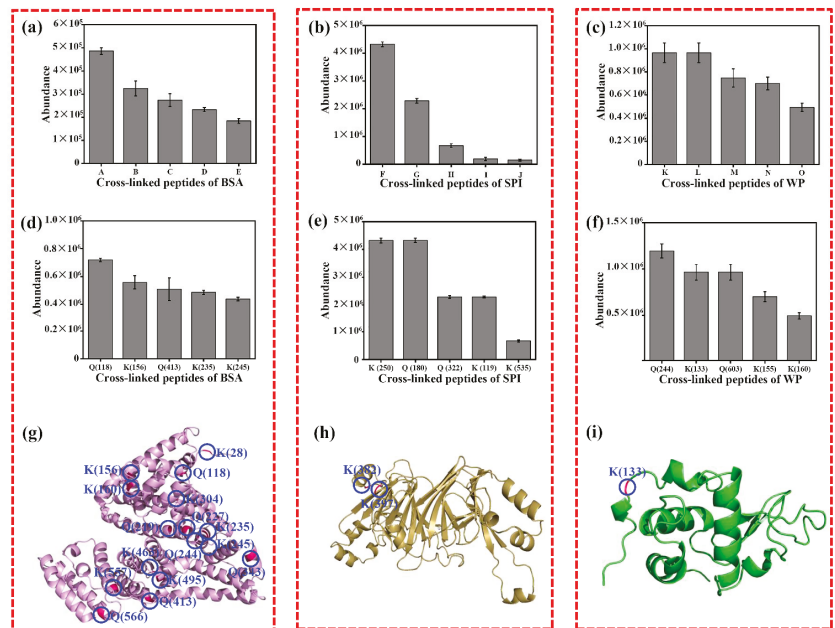 (a)
6×10⁵
5×10⁵
4×10⁵
3×10⁵
2×10⁵
1×10⁵
0
Abundance
A B C D E
Cross-linked peptides of BSA
(b)
5×10⁶
4×10⁶
3×10⁶
2×10⁶
1×10⁶
0
Abundance
F G H I J
Cross-linked peptides of SPI
(c)
1.2×10⁶
1.0×10⁶
0.8×10⁶
0.6×10⁶
0.4×10⁶
0.2×10⁶
0
Abundance
K L M N O
Cross-linked peptides of WP
(d)
1.0×10⁶
0.8×10⁶
0.6×10⁶
0.4×10⁶
0.2×10⁶
0
Abundance
Q(118) K(156) Q(413) K(235) K(245)
Cross-linked peptides of BSA
(e)
5×10⁶
4×10⁶
3×10⁶
2×10⁶
1×10⁶
0
Abundance
K (250) Q (180) Q (322) K (119) K (535)
Cross-linked peptides of SPI
(f)
1.5×10⁶
1.0×10⁶
0.5×10⁶
Abundance
Q(244) K(133) Q(603) K(155) K(160)
Cross-linked peptides of WP
(g)
K(28)
K(156)
Q(118)
K(160)
K(304)
K(235)
Q(244)
K(495)
K(557)
Q(413)
Q(566)
(h)
K(382)
(i)
K(133)